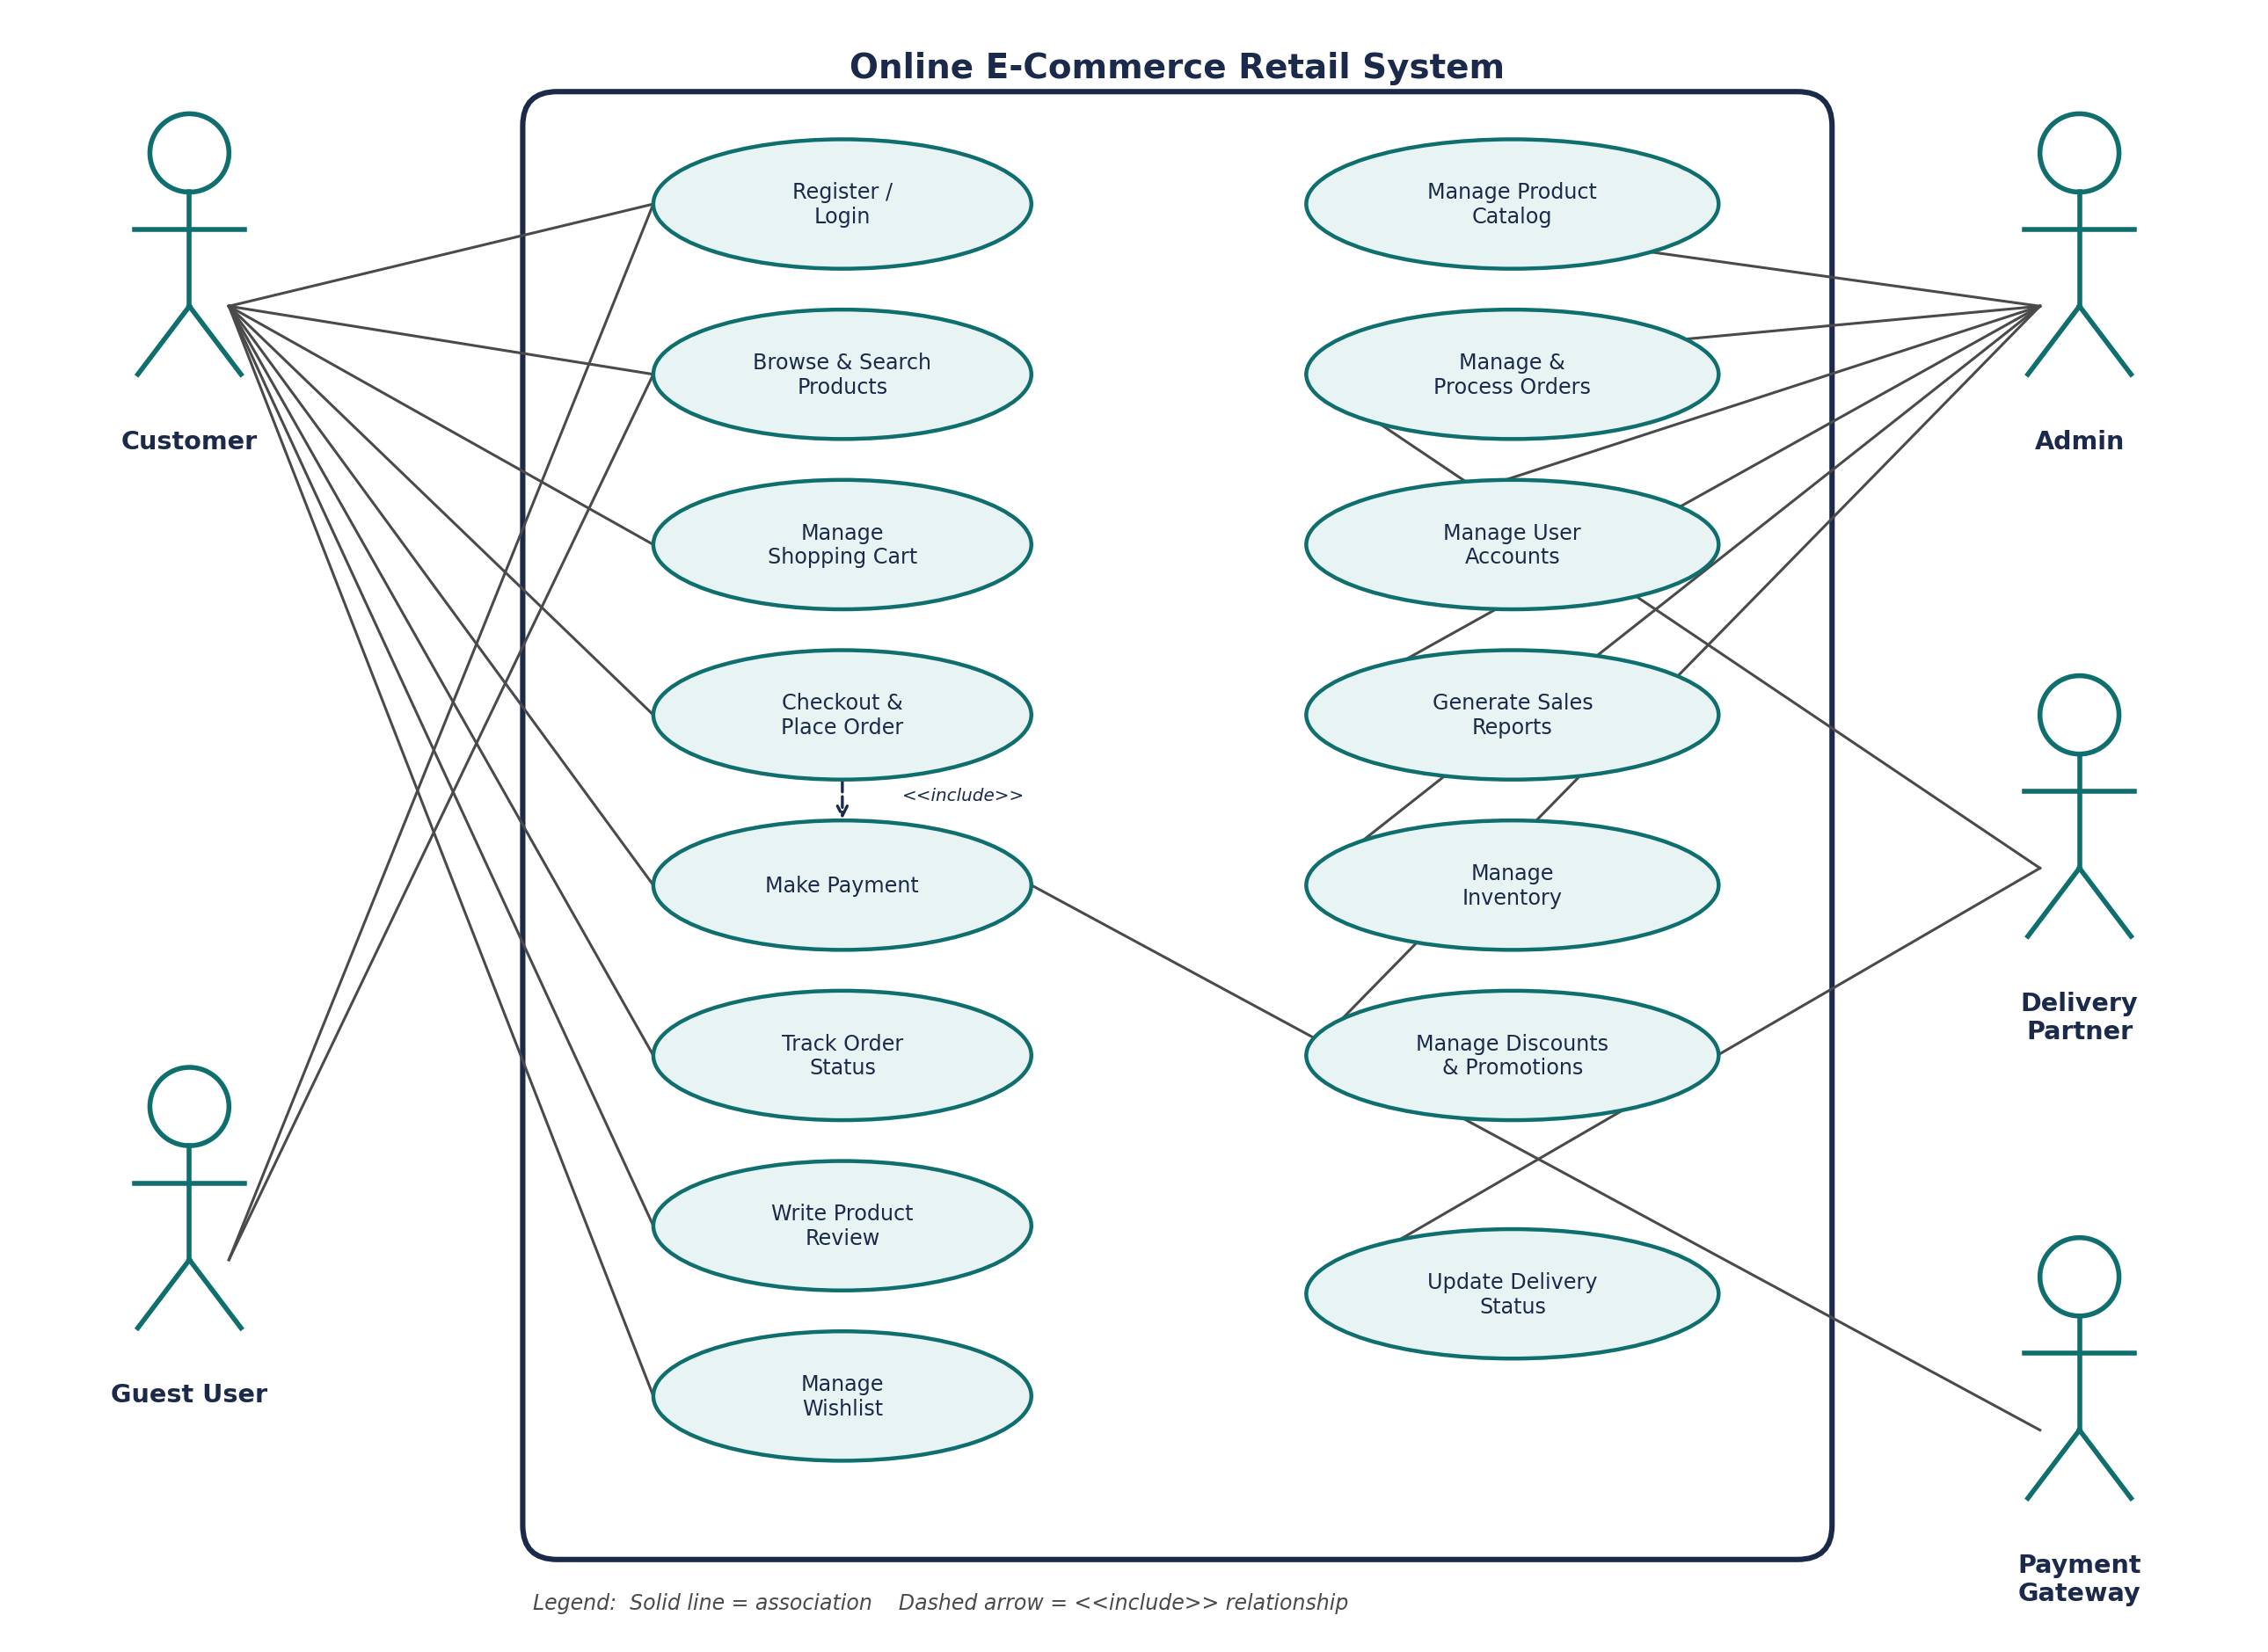 Online E-Commerce Retail System
Customer
Guest User
Register /
Login
Browse & Search
Products
Manage
Shopping Cart
Checkout &
Place Order
<<include>>
Make Payment
Track Order
Status
Write Product
Review
Manage
Wishlist
Manage Product
Catalog
Manage &
Process Orders
Manage User
Accounts
Generate Sales
Reports
Manage
Inventory
Manage Discounts
& Promotions
Update Delivery
Status
Admin
Delivery
Partner
Payment
Gateway
Legend:  Solid line = association    Dashed arrow = <<include>> relationship